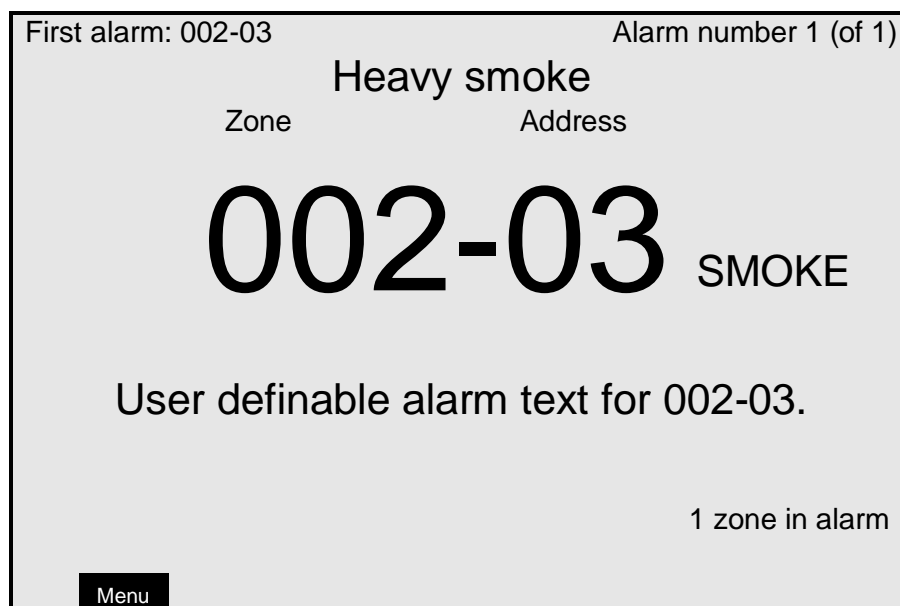 First alarm: 002-03 Alarm number 1 (of 1)
Heavy smoke
Zone Address
002-03 SMOKE
User definable alarm text for 002-03.
1 zone in alarm
Menu